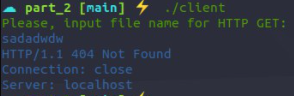 part_2 [main] ⚡ ./client
Please, input file name for HTTP GET:
sadadwdw
HTTP/1.1 404 Not Found
Connection: close
Server: localhost